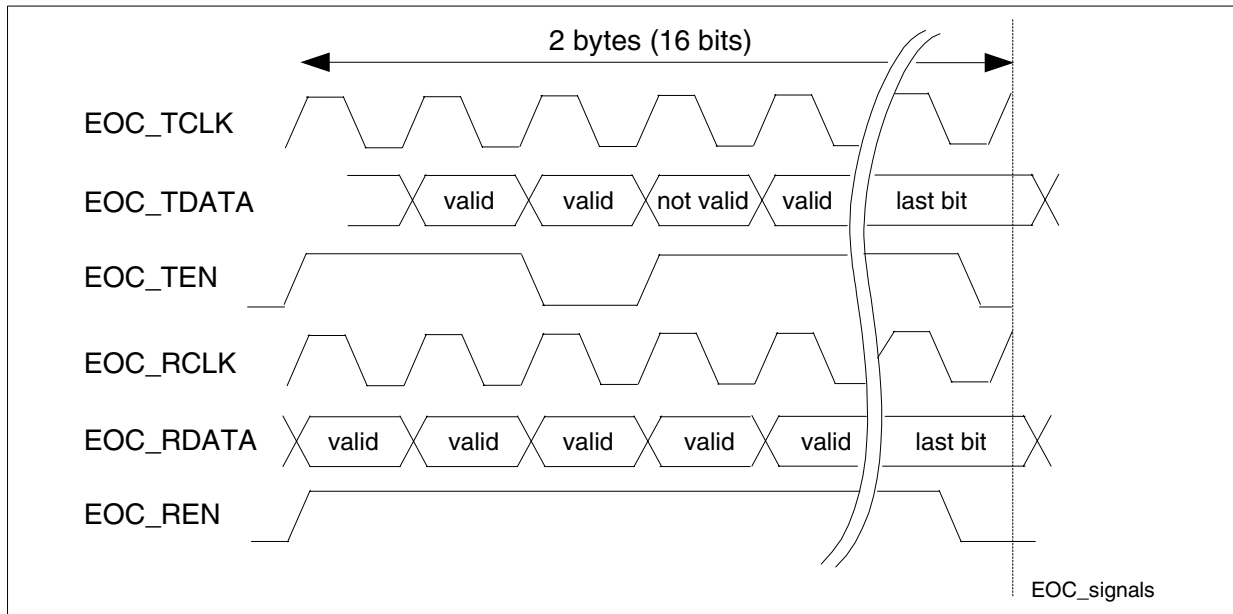 2 bytes (16 bits)
EOC_TCLK
EOC_TDATA
valid valid not valid valid last bit
EOC_TEN
EOC_RCLK
EOC_RDATA
valid valid valid valid valid last bit
EOC_REN
EOC_signals